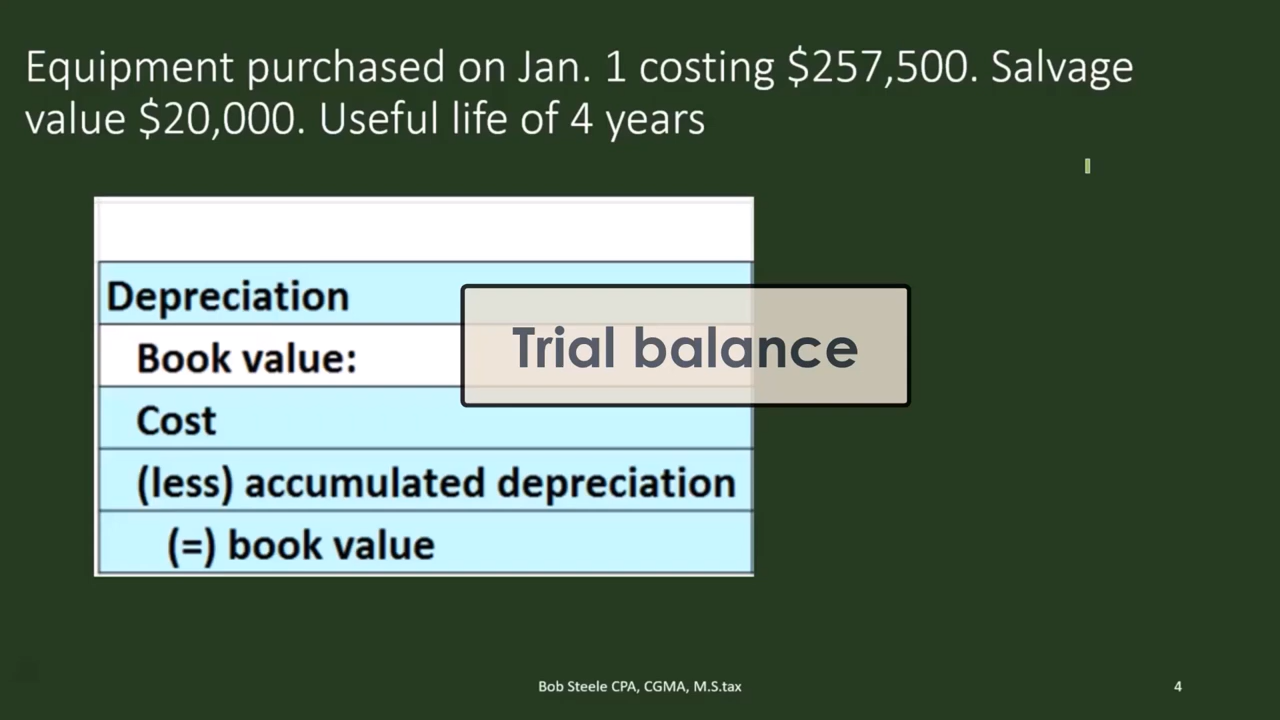 Equipment purchased on Jan. 1 costing $257,500. Salvage
value $20,000. Useful life of 4 years
Depreciation
Trial balance
Book value:
Cost
(less) accumulated depreciation
(=) book value
Bob Steele CPA, CGMA, M.S.tax
4